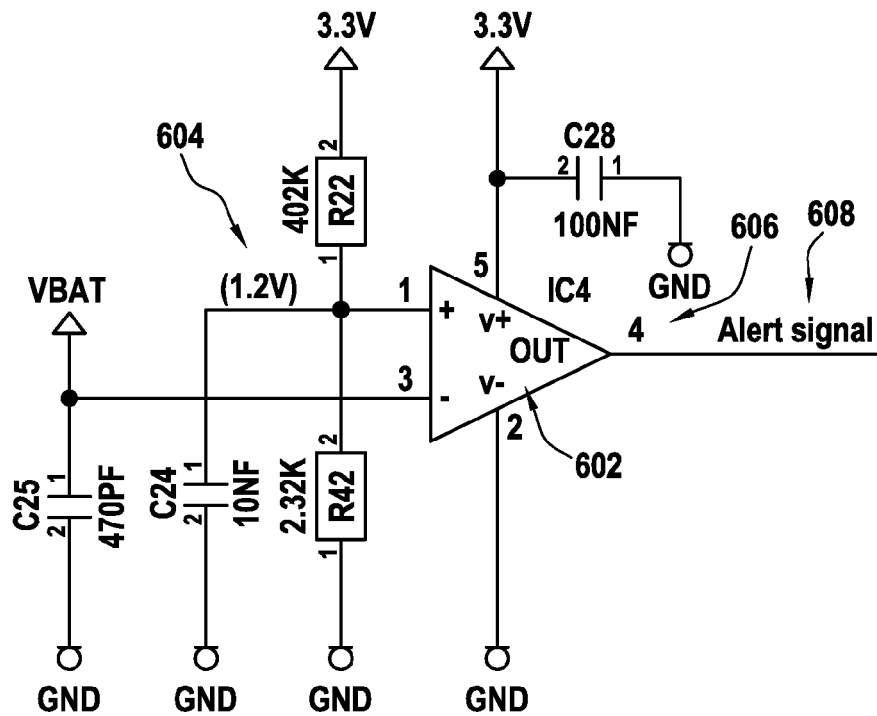 3.3V
3.3V
604
2
402K
R22
1
C28
2
1
100NF
GND
606
608
VBAT
(1.2V)
1
+
5
V+
IC4
OUT
4
Alert signal
3
-
V-
2
602
C25
1
2
470PF
C24
1
2
10NF
2
2.32K
R42
1
GND
GND
GND
GND